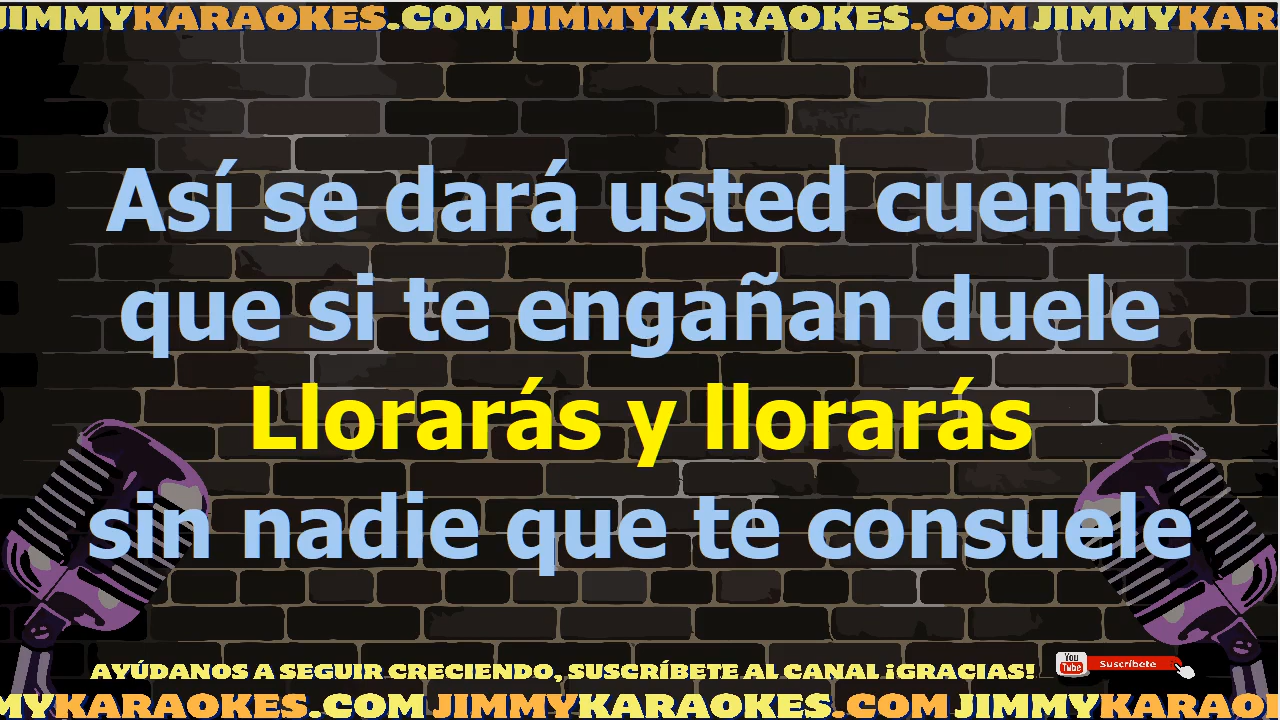 JIMMYKARAOKES.COM JIMMYKARAOKES.COM JIMMYKAR
Así se dará usted cuenta
que si te engañan duele
Llorarás y llorarás
sin nadie que te consuele
AYÚDANOS A SEGUIR CRECIENDO, SUSCRÍBETE AL CANAL ¡GRACIAS!
You Tube Suscríbete
MYKARAOKES.COM JIMMYKARAOKES.COM JIMMYKARAO